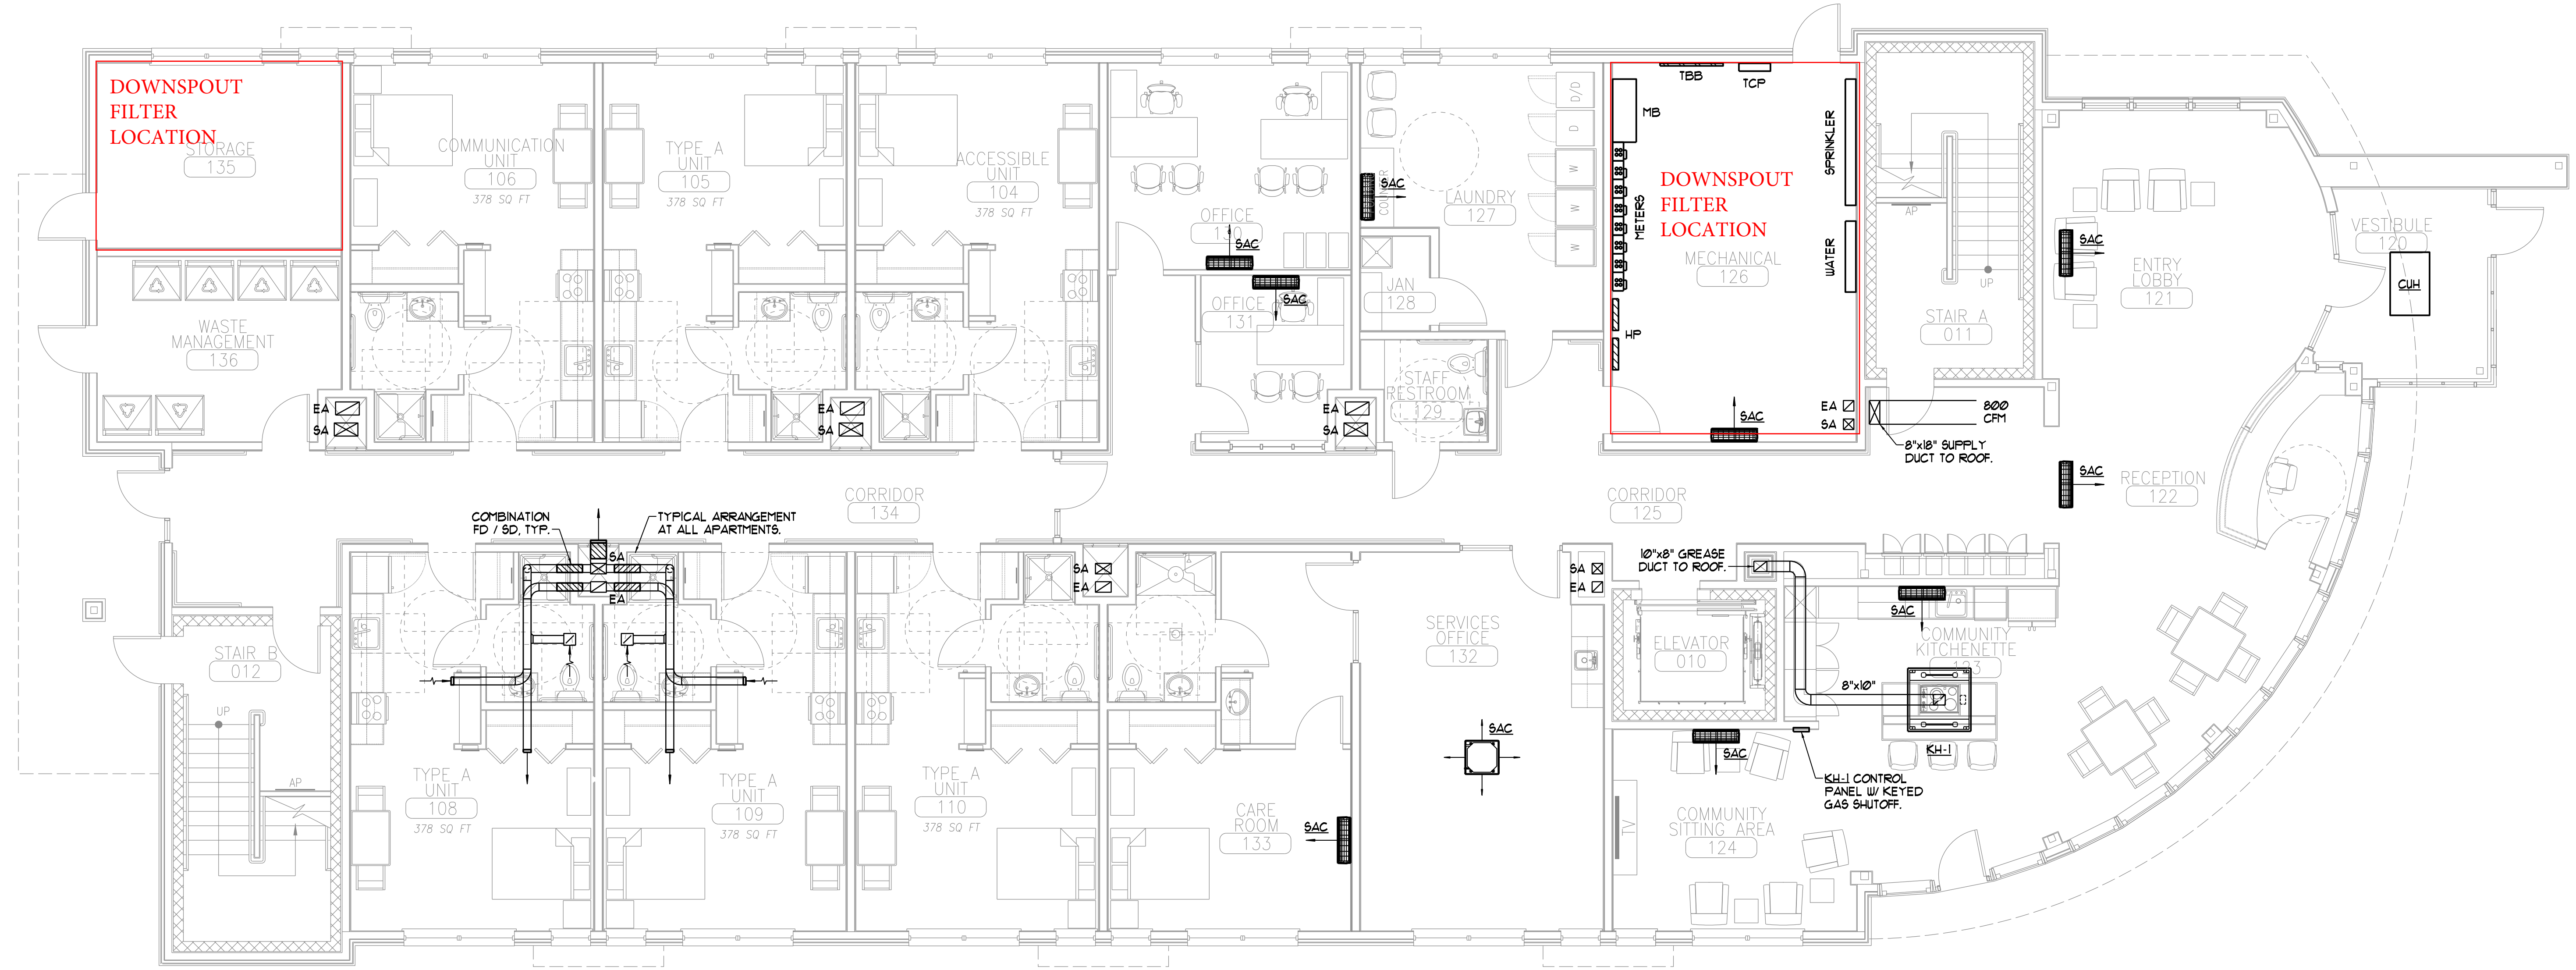 DOWNSPOUT
FILTER
LOCATION
STORAGE
135
COMMUNICATION
UNIT
106
378 SQ FT
TYPE A
UNIT
105
378 SQ FT
ACCESSIBLE
UNIT
104
378 SQ FT
OFFICE
130
SAC
SAC
COUNTER
LAUNDRY
127
D/D
D
W
W
W
TBB
TCP
MB
METERS
SPRINKLER
DOWNSPOUT
FILTER
LOCATION
MECHANICAL
126
WATER
HP
SAC
EA
SA
AP
UP
STAIR A
011
800
CFM
8"x18" SUPPLY
DUCT TO ROOF.
SAC
ENTRY
LOBBY
121
VESTIBULE
120
CUH
WASTE
MANAGEMENT
136
EA
SA
EA
SA
OFFICE
131
SAC
JAN
128
STAFF
RESTROOM
129
EA
SA
SAC
RECEPTION
122
CORRIDOR
134
CORRIDOR
125
COMBINATION
FD / SD, TYP.
TYPICAL ARRANGEMENT
AT ALL APARTMENTS.
SA
EA
SA
EA
SA
EA
10"x8" GREASE
DUCT TO ROOF.
STAIR B
012
UP
AP
SERVICES
OFFICE
132
SAC
ELEVATOR
010
SAC
COMMUNITY
KITCHENETTE
123
8"x10"
KH-1
TYPE A
UNIT
108
378 SQ FT
TYPE A
UNIT
109
378 SQ FT
TYPE A
UNIT
110
378 SQ FT
CARE
ROOM
133
SAC
SAC
KH-1 CONTROL
PANEL W/ KEYED
GAS SHUTOFF.
TV
COMMUNITY
SITTING AREA
124